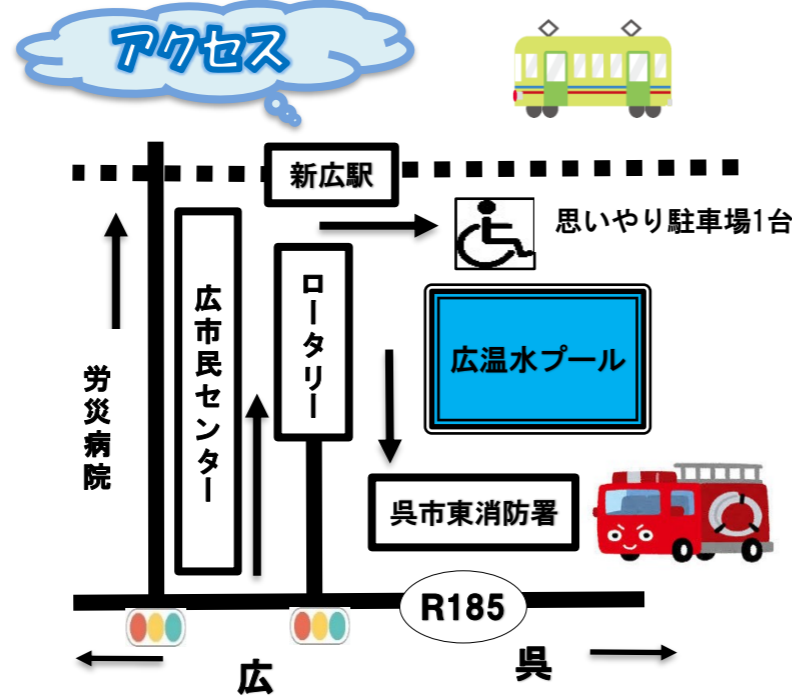 アクセス
新広駅
思いやり駐車場1台
広市民センター
ロータリー
広温水プール
労災病院
呉市東消防署
R185
広
呉